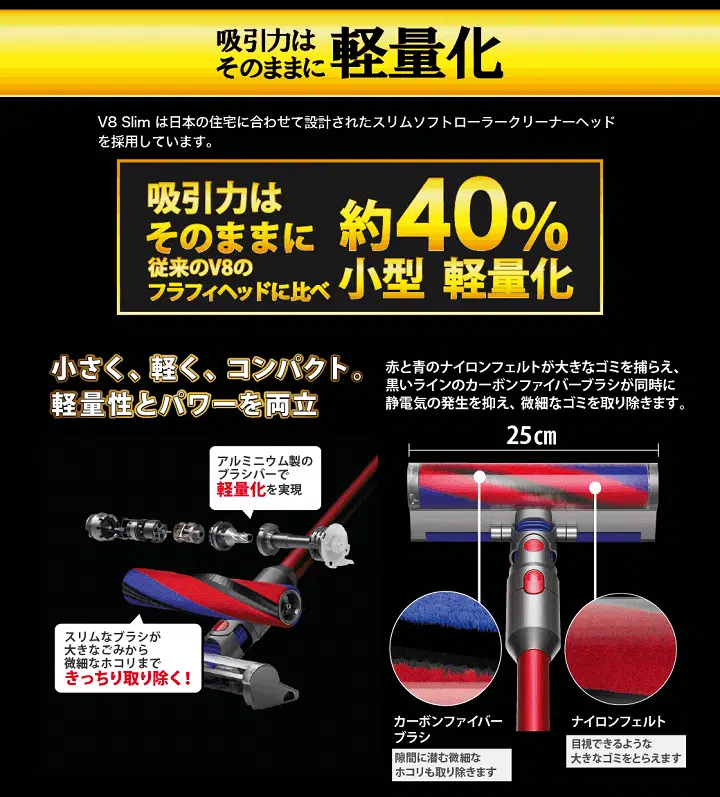 吸引力は
そのままに 軽量化
V8 Slim は日本の住宅に合わせて設計されたスリムソフトローラークリーナーヘッド
を採用しています。
吸引力は
そのままに
従来のV8の
フラフィヘッドに比べ
約40%
小型 軽量化
小さく、軽く、コンパクト。
軽量性とパワーを両立
赤と青のナイロンフェルトが大きなゴミを捕らえ、
黒いラインのカーボンファイバーブラシが同時に
静電気の発生を抑え、微細なゴミを取り除きます。
25cm
アルミニウム製の
ブラシバーで
軽量化を実現
スリムなブラシが
大きなごみから
微細なホコリまで
きっちり取り除く!
カーボンファイバー
ブラシ
隙間に潜む微細な
ホコリも取り除きます
ナイロンフェルト
目視できるような
大きなゴミをとらえます